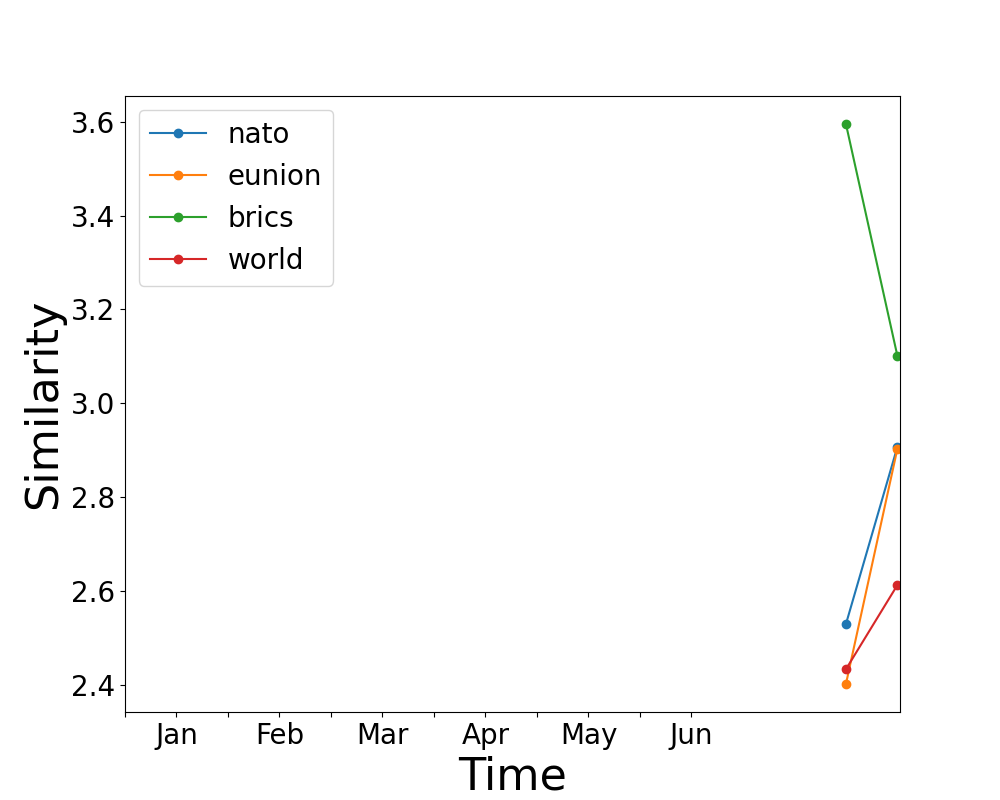 nato
eunion
brics
world
3.6
3.4
3.2
3.0
2.8
2.6
2.4
Similarity
Jan Feb Mar Apr May Jun
Time